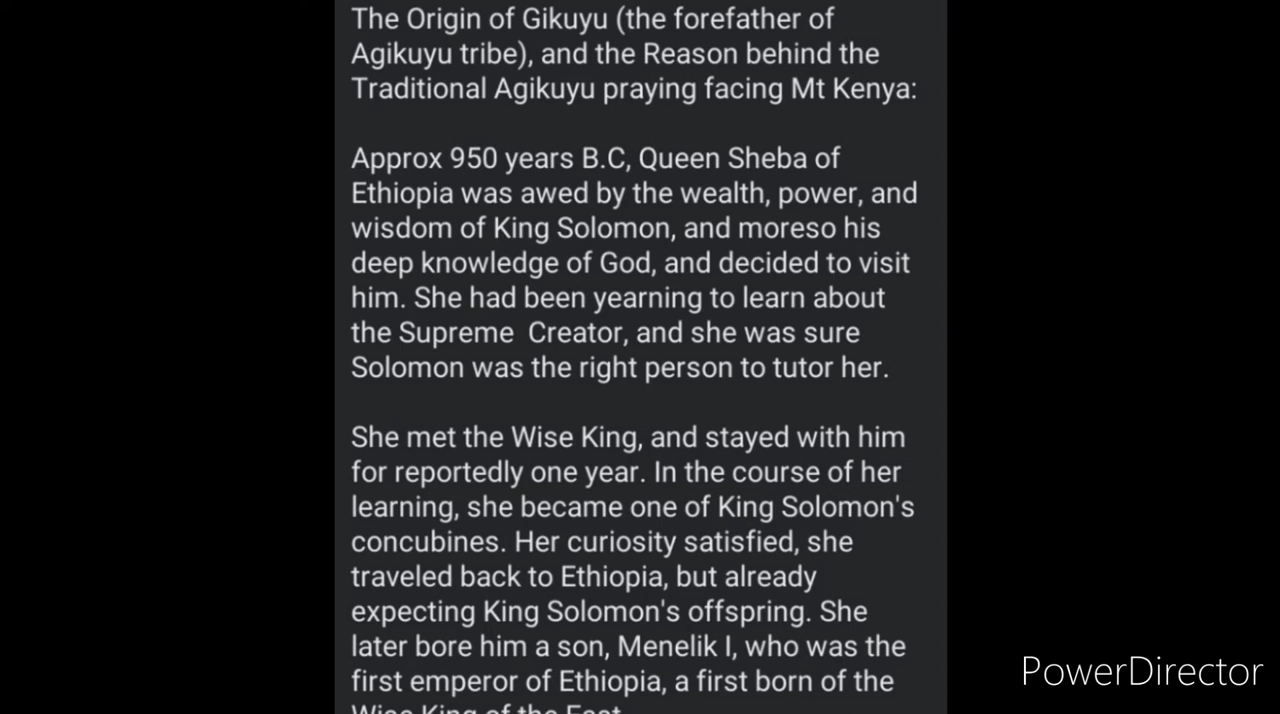 The Origin of Gikuyu (the forefather of
Agikuyu tribe), and the Reason behind the
Traditional Agikuyu praying facing Mt Kenya:
Approx 950 years B.C, Queen Sheba of
Ethiopia was awed by the wealth, power, and
wisdom of King Solomon, and moreso his
deep knowledge of God, and decided to visit
him. She had been yearning to learn about
the Supreme  Creator, and she was sure
Solomon was the right person to tutor her.
She met the Wise King, and stayed with him
for reportedly one year. In the course of her
learning, she became one of King Solomon's
concubines. Her curiosity satisfied, she
traveled back to Ethiopia, but already
expecting King Solomon's offspring. She
later bore him a son, Menelik I, who was the
first emperor of Ethiopia, a first born of the
Wise King of the East
PowerDirector